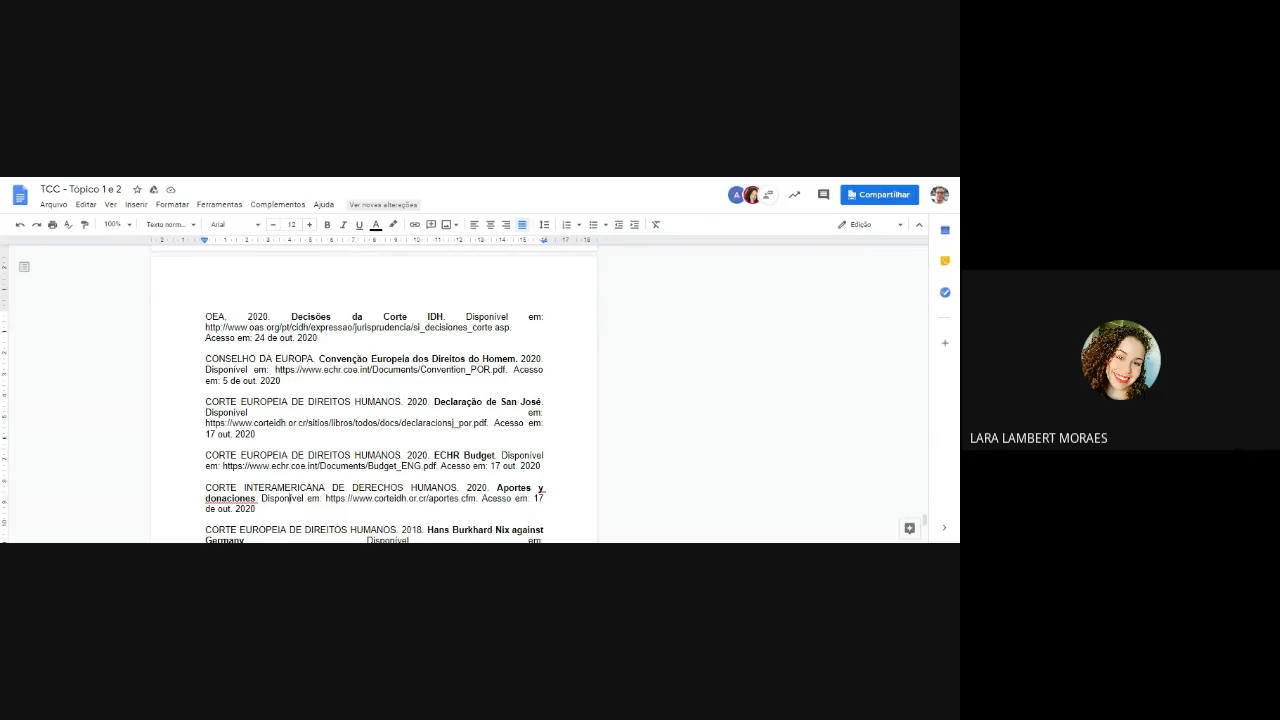 TCC - Tópico 1 e 2
Arquivo Editar Ver Inserir Formatar Ferramentas Complementos Ajuda Ver novas alterações
A Compartilhar
100% Texto norm... Arial 12 B I U A Edição
OEA, 2020. Decisões da Corte IDH. Disponível em:
http://www.oas.org/pt/cidh/expressao/jurisprudencia/si_decisiones_corte.asp.
Acesso em: 24 de out. 2020
CONSELHO DA EUROPA. Convenção Europeia dos Direitos do Homem. 2020.
Disponível em: https://www.echr.coe.int/Documents/Convention_POR.pdf. Acesso
em: 5 de out. 2020
CORTE EUROPEIA DE DIREITOS HUMANOS. 2020. Declaração de San José.
Disponível em:
https://www.corteidh.or.cr/sitios/libros/todos/docs/declaracionsj_por.pdf. Acesso em:
17 out. 2020
CORTE EUROPEIA DE DIREITOS HUMANOS. 2020. ECHR Budget. Disponível
em: https://www.echr.coe.int/Documents/Budget_ENG.pdf. Acesso em: 17 out. 2020
CORTE INTERAMERICANA DE DERECHOS HUMANOS. 2020. Aportes y
donaciones. Disponível em: https://www.corteidh.or.cr/aportes.cfm. Acesso em: 17
de out. 2020
CORTE EUROPEIA DE DIREITOS HUMANOS. 2018. Hans Burkhard Nix against
Germany Disponível em:
LARA LAMBERT MORAES